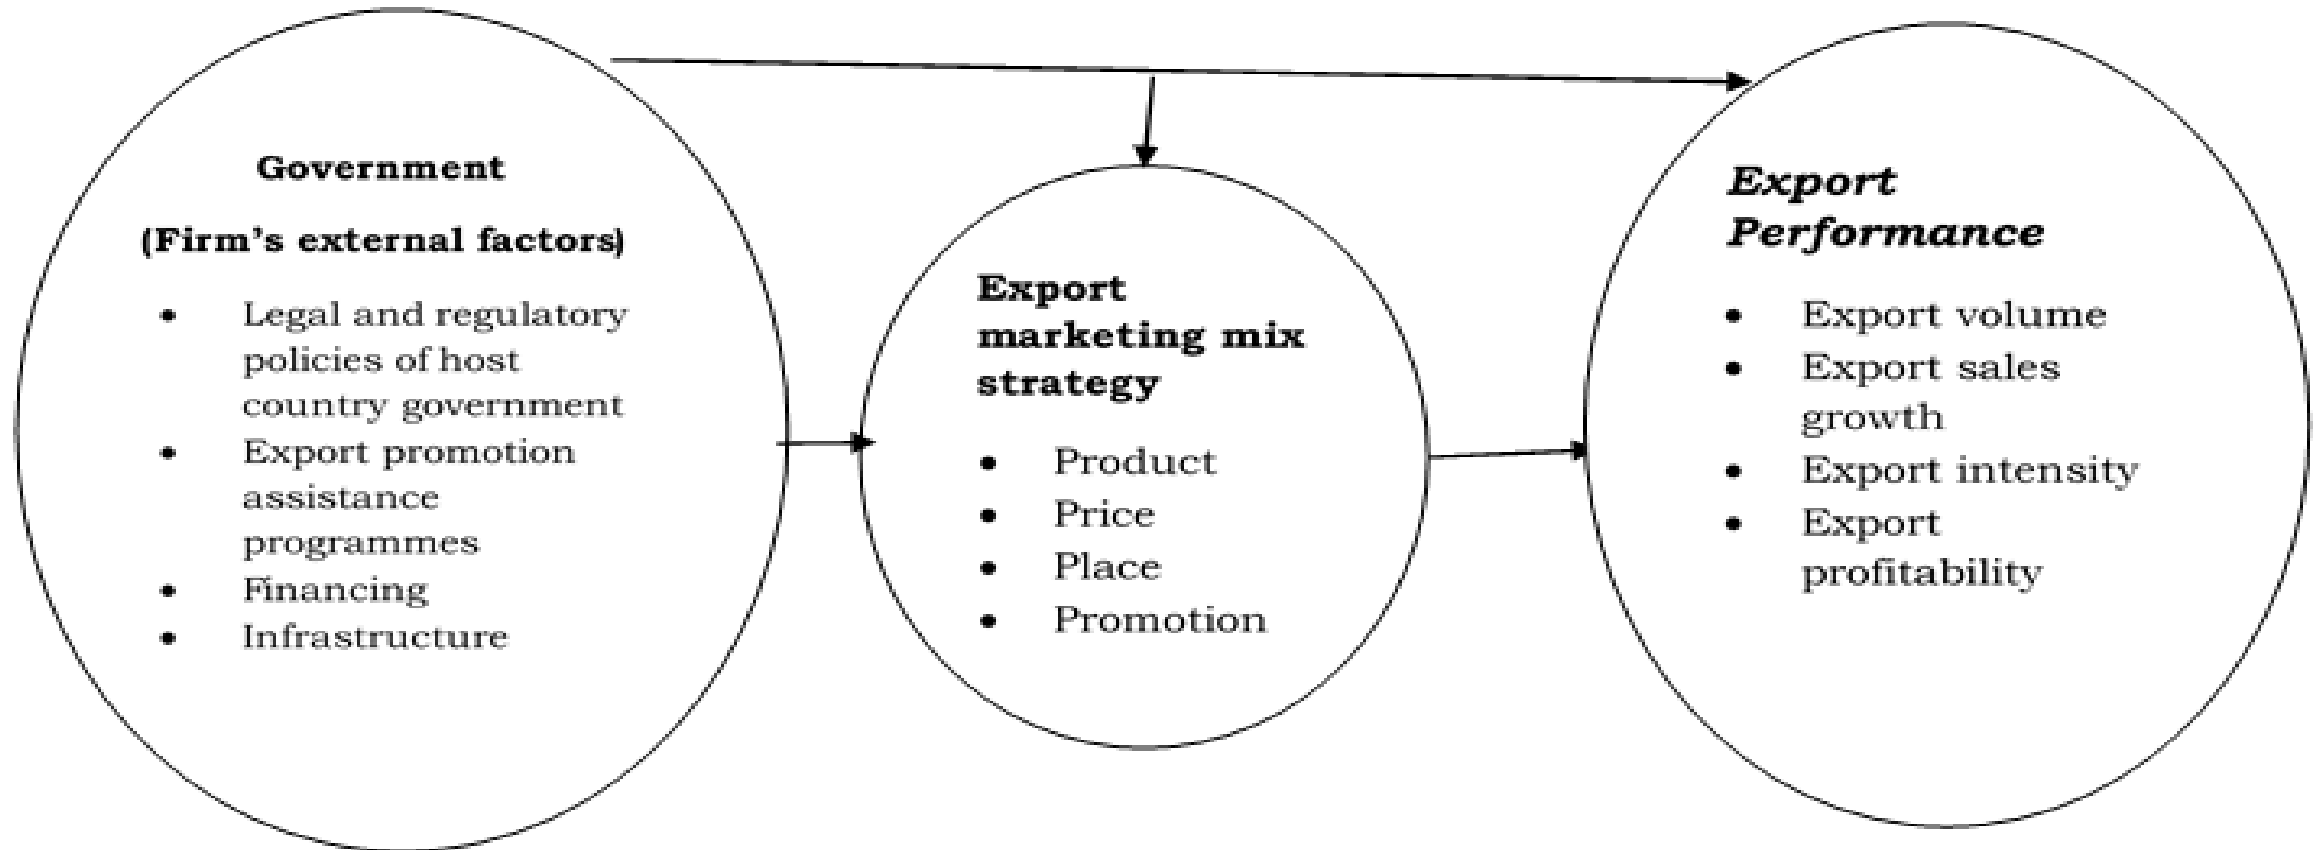 Government
(Firm's external factors)
• Legal and regulatory
policies of host
country government
• Export promotion
assistance
programmes
• Financing
• Infrastructure
Export
marketing mix
strategy
• Product
• Price
• Place
• Promotion
Export
Performance
• Export volume
• Export sales
growth
• Export intensity
• Export
profitability